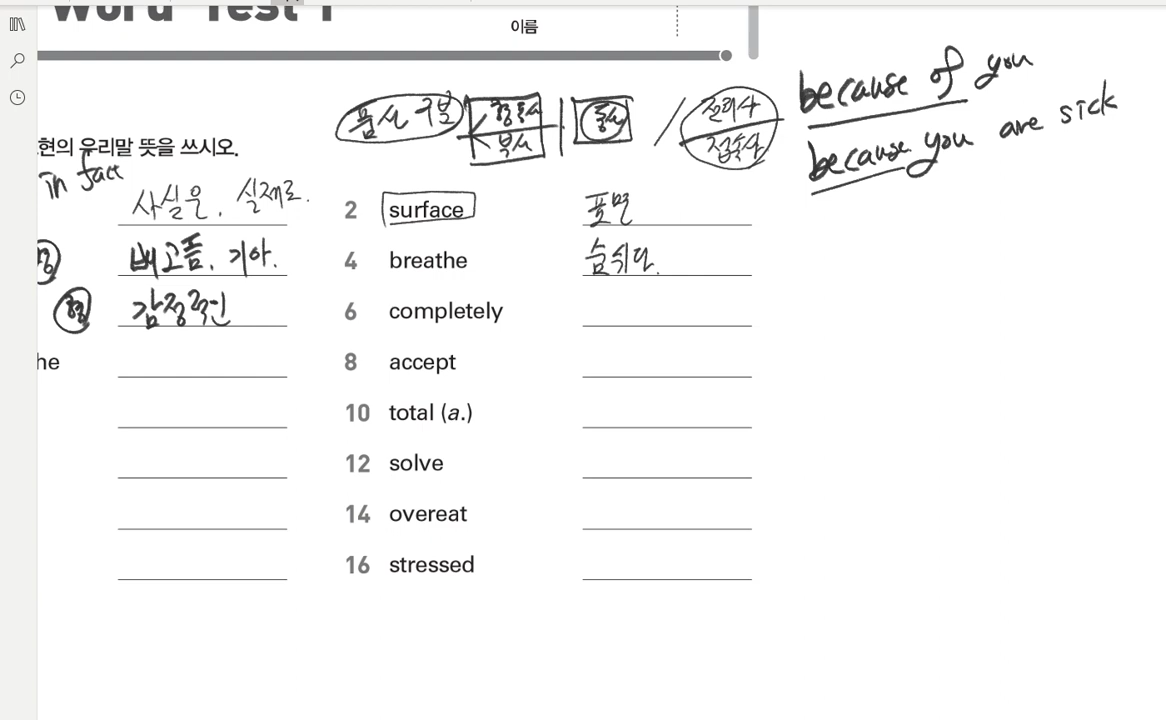 Word Test 1
이름
품사 구분 형용사 부사 동사 / 전치사 접속사
because of you
because you are sick
현의 우리말 뜻을 쓰시오.
in fact
사실은, 실제로. 2 surface 표면
명 배고픔, 기아. 4 breathe 숨쉬다.
형 감정적인 6 completely
he 8 accept
10 total (a.)
12 solve
14 overeat
16 stressed